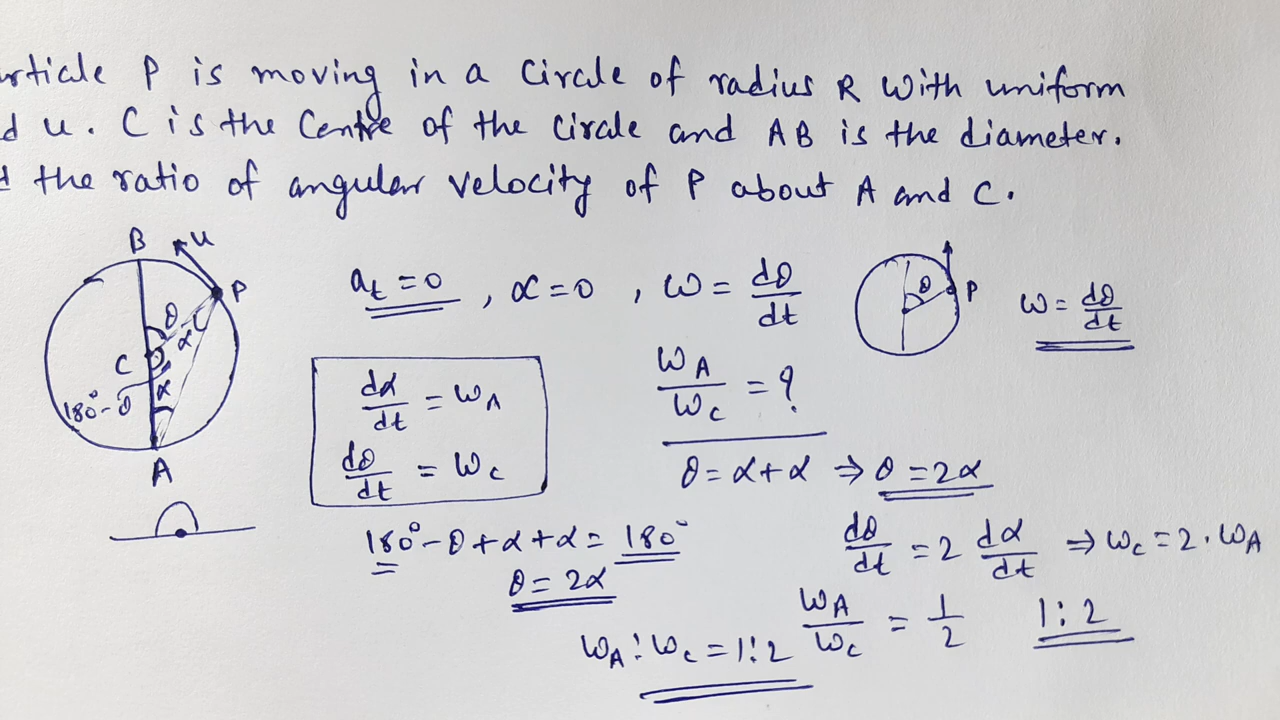 P is moving in a Circle of radius R with uniform
u. C is the Centre of the circle and AB is the diameter.
the ratio of angular velocity of P about A and C.
B u
P
θ
α
C
α
180° - θ
A
at = 0 , α = 0 , ω = dθ/dt
θ P
ω = dθ/dt
dα/dt = ωA
dθ/dt = ωC
ωA/ωC = ?
θ = α + α ⇒ θ = 2α
180° - θ + α + α = 180°
θ = 2α
dθ/dt = 2 dα/dt ⇒ ωC = 2 . ωA
ωA/ωC = 1/2 1 : 2
ωA : ωC = 1 : 2